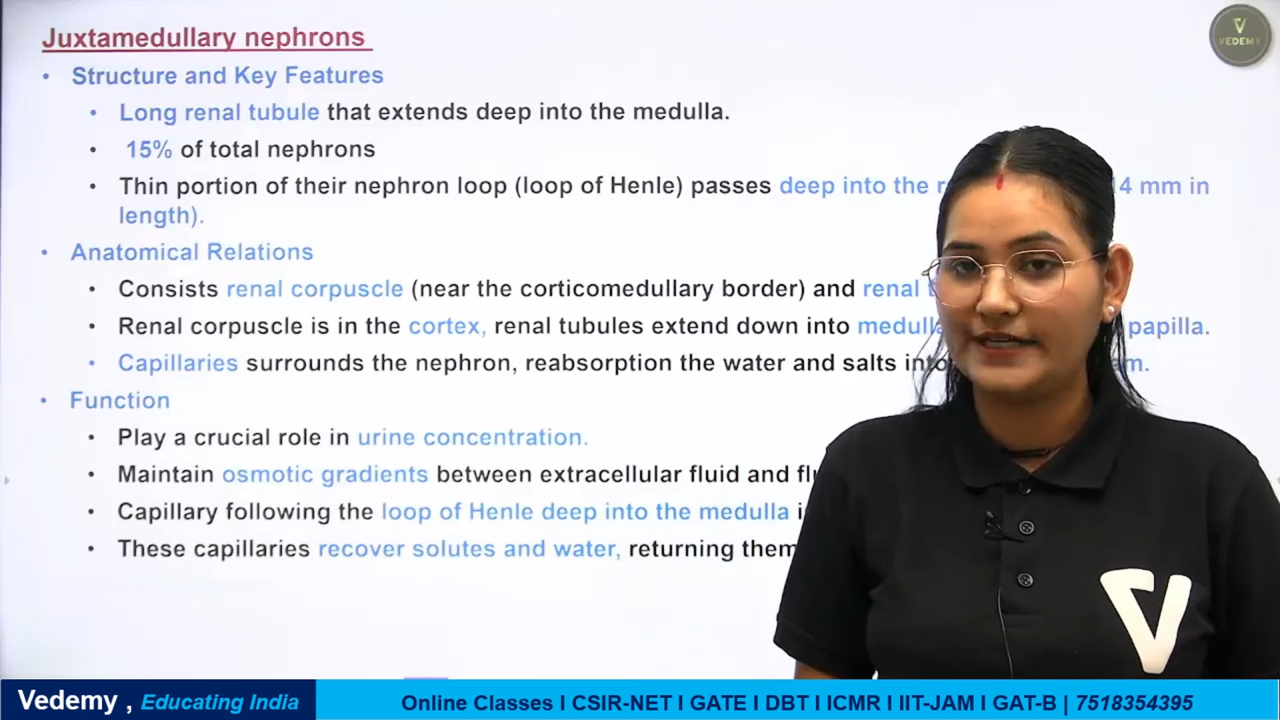 Juxtamedullary nephrons
VEDEMY
• Structure and Key Features
• Long renal tubule that extends deep into the medulla.
• 15% of total nephrons
• Thin portion of their nephron loop (loop of Henle) passes deep into the 14 mm in
length).
• Anatomical Relations
• Consists renal corpuscle (near the corticomedullary border) and renal
• Renal corpuscle is in the cortex, renal tubules extend down into papilla.
• Capillaries surrounds the nephron, reabsorption the water and salts
• Function
• Play a crucial role in urine concentration.
• Maintain osmotic gradients between extracellular fluid and
• Capillary following the loop of Henle deep into the medulla
• These capillaries recover solutes and water, returning them
Vedemy , Educating India
Online Classes I CSIR-NET I GATE I DBT I ICMR I IIT-JAM I GAT-B | 7518354395